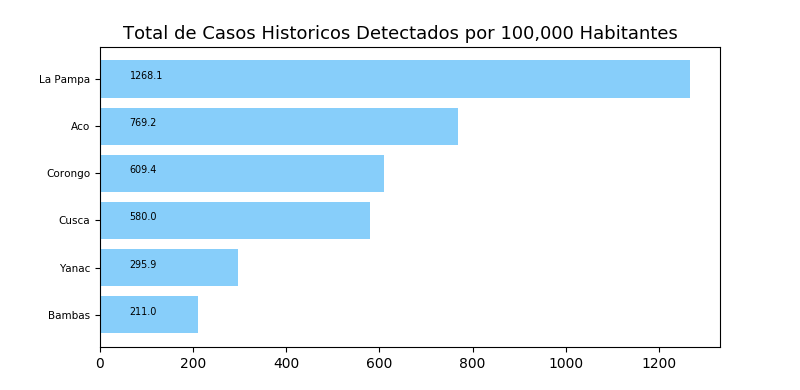 Total de Casos Historicos Detectados por 100,000 Habitantes
La Pampa 1268.1
Aco 769.2
Corongo 609.4
Cusca 580.0
Yanac 295.9
Bambas 211.0
0 200 400 600 800 1000 1200